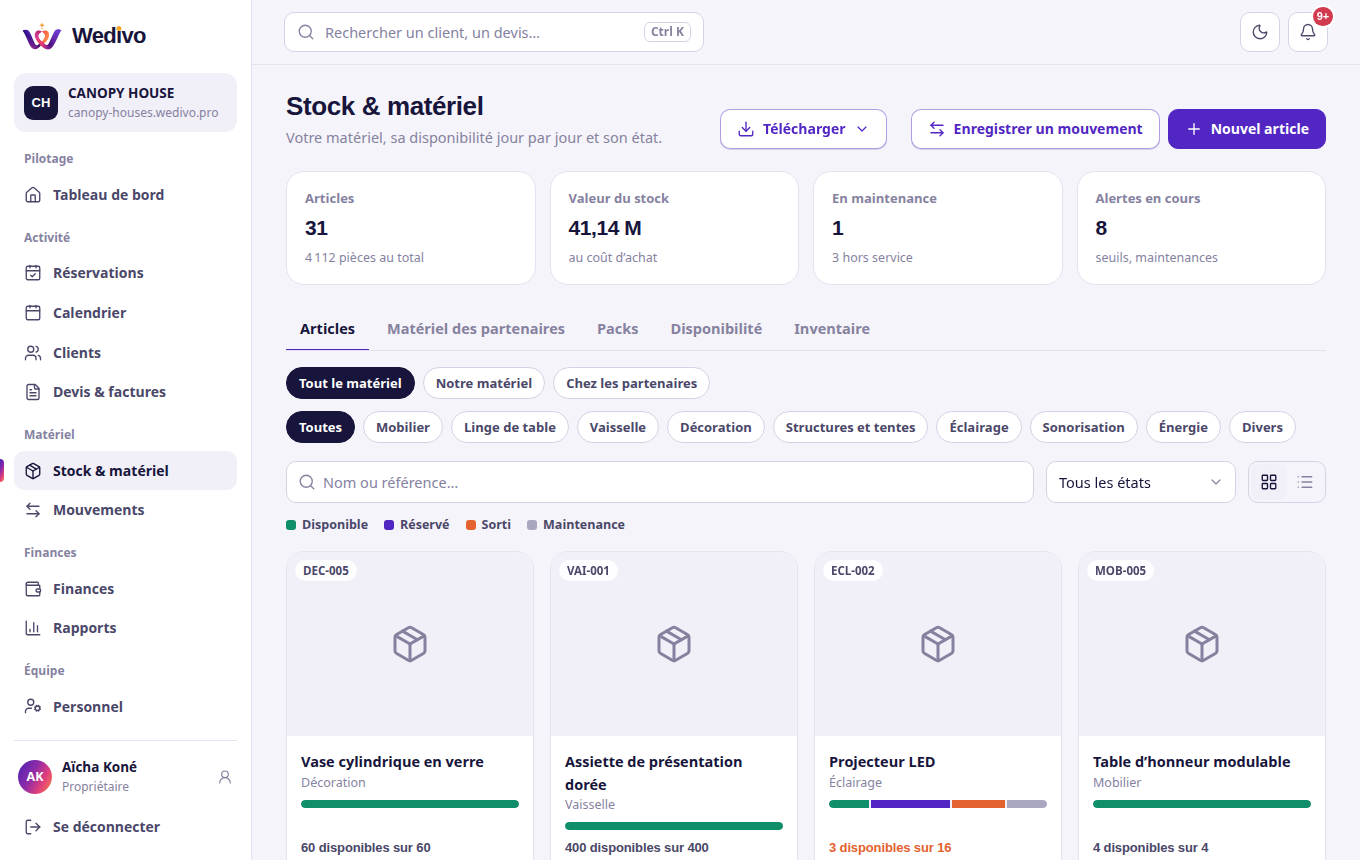 Wedivo
CH
CANOPY HOUSE
canopy-houses.wedivo.pro
Pilotage
Tableau de bord
Activité
Réservations
Calendrier
Clients
Devis & factures
Matériel
Stock & matériel
Mouvements
Finances
Finances
Rapports
Équipe
Personnel
AK
Aïcha Koné
Propriétaire
Se déconnecter
Rechercher un client, un devis…
Ctrl K
9+
Stock & matériel
Votre matériel, sa disponibilité jour par jour et son état.
Télécharger
Enregistrer un mouvement
Nouvel article
Articles
31
4 112 pièces au total
Valeur du stock
41,14 M
au coût d’achat
En maintenance
1
3 hors service
Alertes en cours
8
seuils, maintenances
Articles
Matériel des partenaires
Packs
Disponibilité
Inventaire
Tout le matériel
Notre matériel
Chez les partenaires
Toutes
Mobilier
Linge de table
Vaisselle
Décoration
Structures et tentes
Éclairage
Sonorisation
Énergie
Divers
Nom ou référence…
Tous les états
Disponible
Réservé
Sorti
Maintenance
DEC-005
Vase cylindrique en verre
Décoration
60 disponibles sur 60
VAI-001
Assiette de présentation
dorée
Vaisselle
400 disponibles sur 400
ECL-002
Projecteur LED
Éclairage
3 disponibles sur 16
MOB-005
Table d’honneur modulable
Mobilier
4 disponibles sur 4